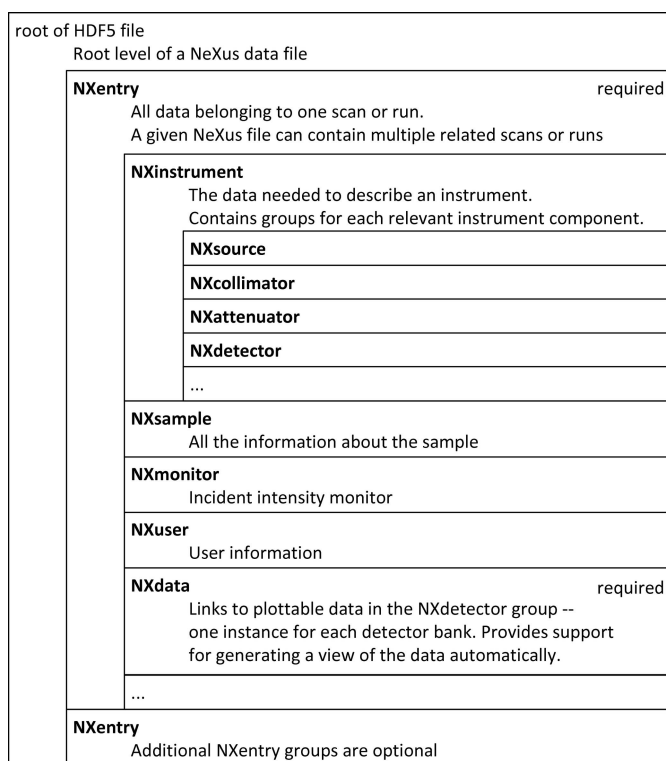 root of HDF5 file
Root level of a NeXus data file
NXentry required
All data belonging to one scan or run.
A given NeXus file can contain multiple related scans or runs
NXinstrument
The data needed to describe an instrument.
Contains groups for each relevant instrument component.
NXsource
NXcollimator
NXattenuator
NXdetector
...
NXsample
All the information about the sample
NXmonitor
Incident intensity monitor
NXuser
User information
NXdata required
Links to plottable data in the NXdetector group --
one instance for each detector bank. Provides support
for generating a view of the data automatically.
...
NXentry
Additional NXentry groups are optional